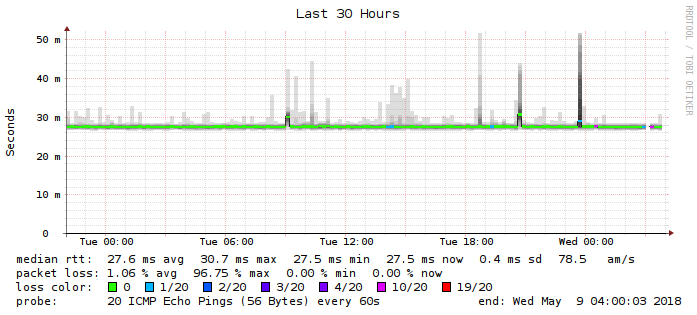 Last 30 Hours
RRDTOOL / TOBI OETIKER
Seconds
50 m
40 m
30 m
20 m
10 m
0
Tue 00:00 Tue 06:00 Tue 12:00 Tue 18:00 Wed 00:00
median rtt: 27.6 ms avg 30.7 ms max 27.5 ms min 27.5 ms now 0.4 ms sd 78.5 am/s
packet loss: 1.06 % avg 96.75 % max 0.00 % min 0.00 % now
loss color: 0 1/20 2/20 3/20 4/20 10/20 19/20
probe: 20 ICMP Echo Pings (56 Bytes) every 60s end: Wed May 9 04:00:03 2018